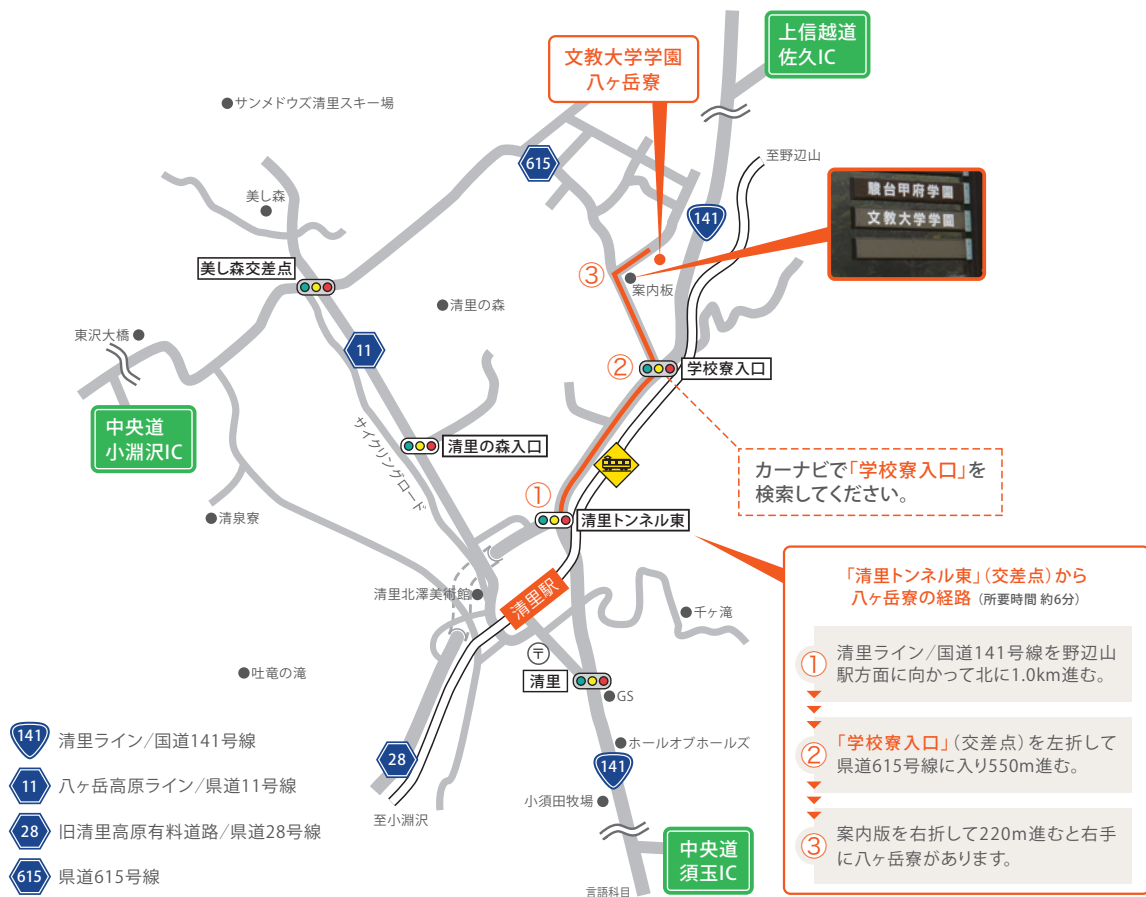 上信越道
佐久IC
文教大学学園
八ヶ岳寮
サンメドウズ清里スキー場
615
至野辺山
駿台甲府学園
文教大学学園
美し森
141
美し森交差点
③
案内板
清里の森
東沢大橋
11
②
学校寮入口
中央道
小淵沢IC
サイクリングロード
清里の森入口
カーナビで「学校寮入口」を
検索してください。
①
清里トンネル東
清泉寮
清里北澤美術館
清里駅
千ヶ滝
〒
清里
GS
吐竜の滝
ホールオブホールズ
28
141
小須田牧場
至小淵沢
中央道
須玉IC
言語科目
「清里トンネル東」(交差点)から
八ヶ岳寮の経路 (所要時間 約6分)
① 清里ライン/国道141号線を野辺山
駅方面に向かって北に1.0km進む。
② 「学校寮入口」(交差点)を左折して
県道615号線に入り550m進む。
③ 案内版を右折して220m進むと右手
に八ヶ岳寮があります。
141 清里ライン/国道141号線
11 八ヶ岳高原ライン/県道11号線
28 旧清里高原有料道路/県道28号線
615 県道615号線